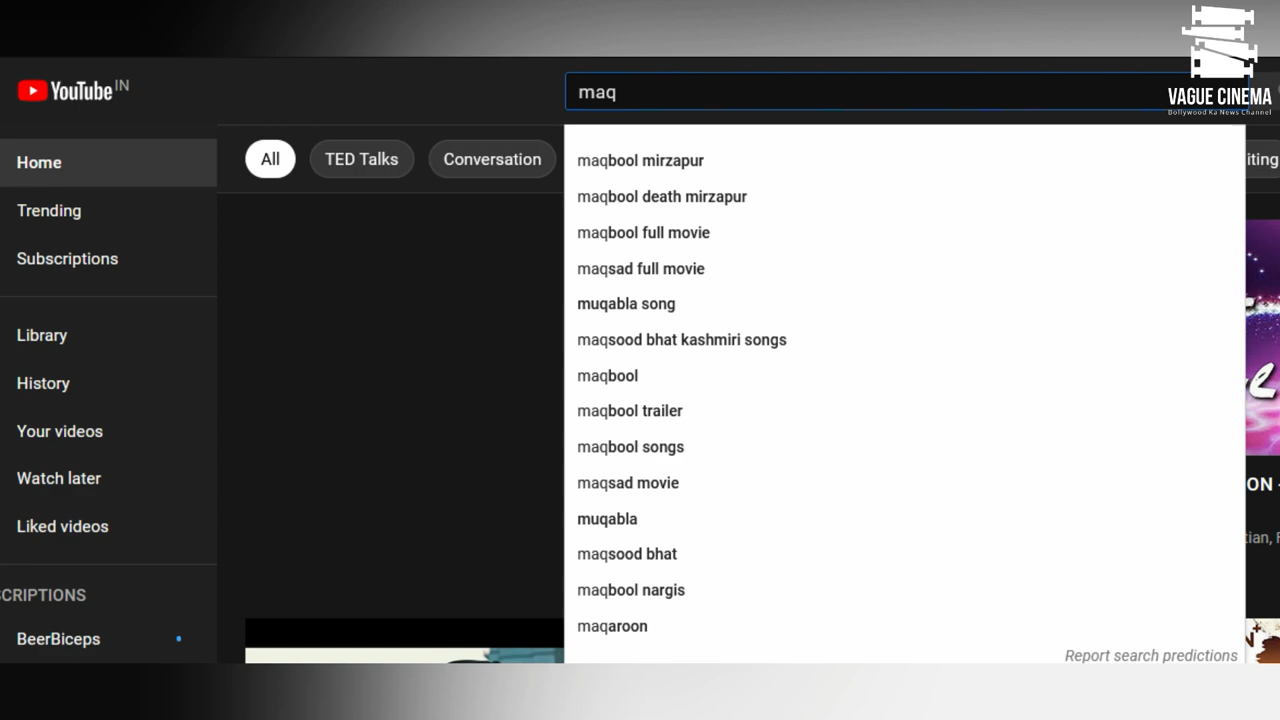 YouTube IN
maq
VAGUE CINEMA
Bollywood Ka News Channel
Home
Trending
Subscriptions
Library
History
Your videos
Watch later
Liked videos
SCRIPTIONS
BeerBiceps
All
TED Talks
Conversation
iting
maqbool mirzapur
maqbool death mirzapur
maqbool full movie
maqsad full movie
muqabla song
maqsood bhat kashmiri songs
maqbool
maqbool trailer
maqbool songs
maqsad movie
muqabla
maqsood bhat
maqbool nargis
maqaroon
Report search predictions
ON -
tian, F